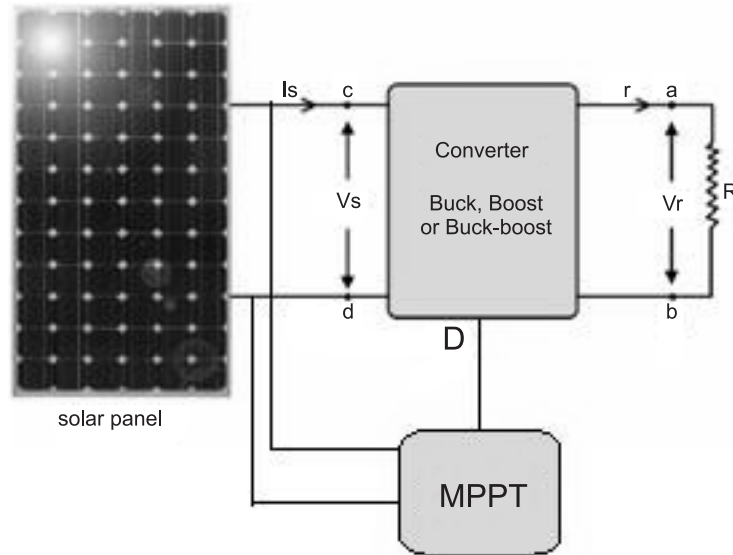 Is
c
r
a
Converter
Buck, Boost
or Buck-boost
Vs
Vr
R
d
b
D
solar panel
MPPT